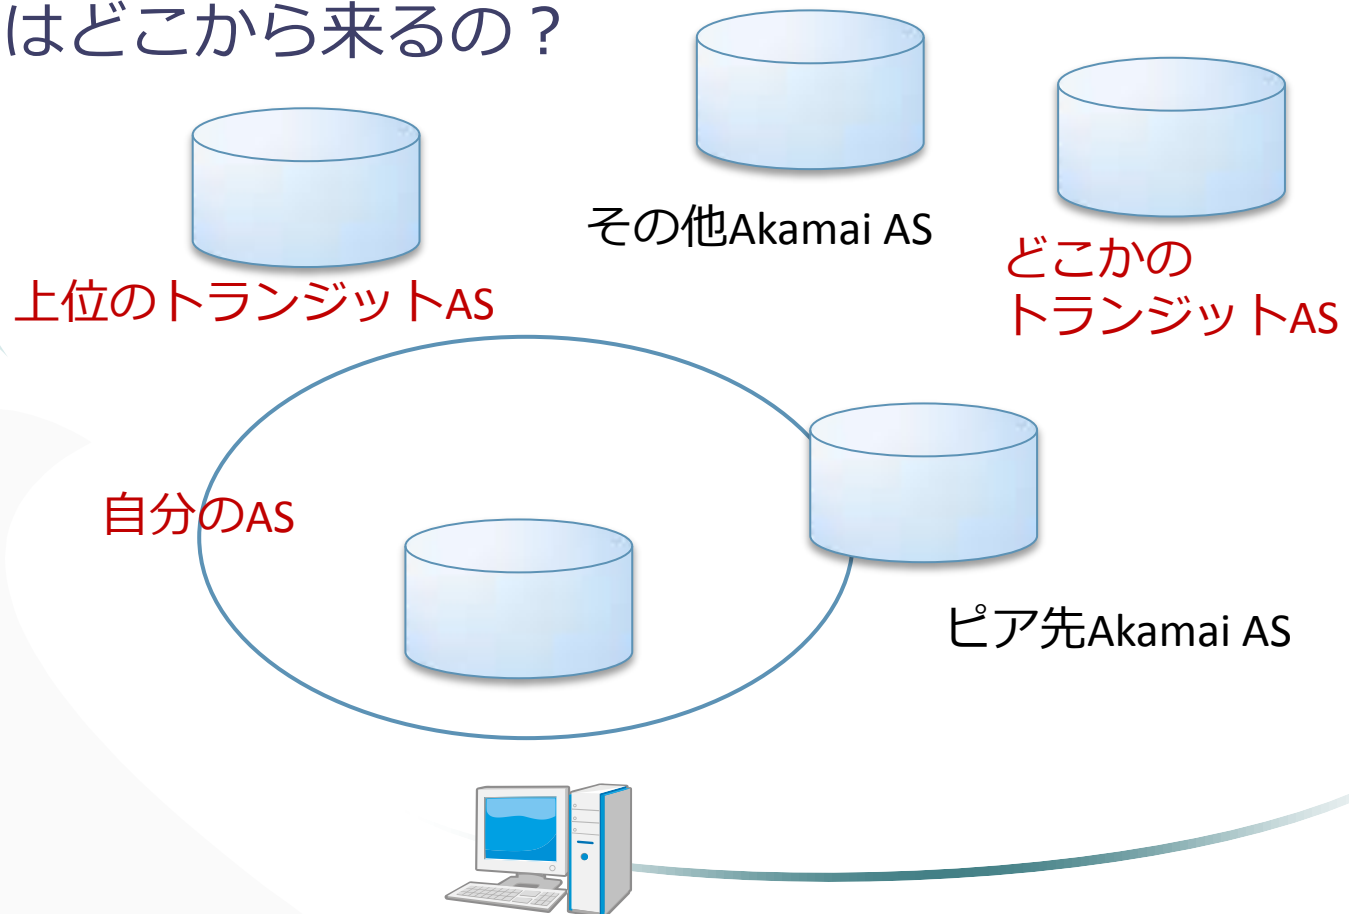 はどこから来るの？
その他Akamai AS
どこかの
トランジットAS
上位のトランジットAS
自分のAS
ピア先Akamai AS